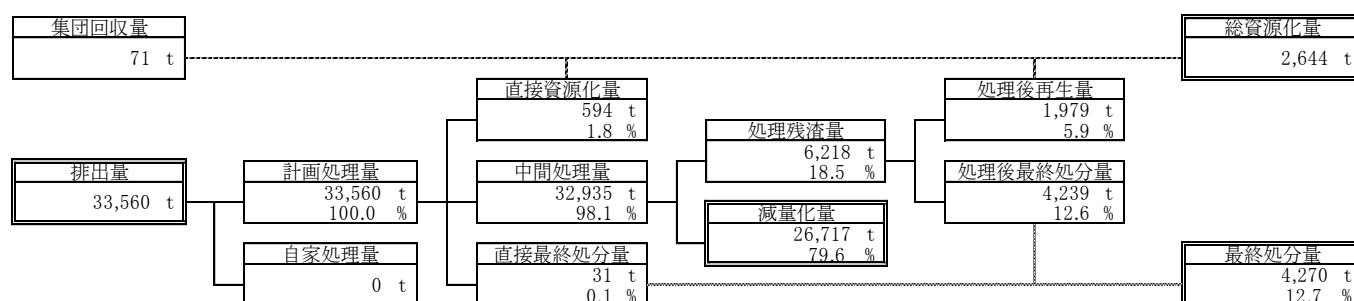 集団回収量
71 t
総資源化量
2,644 t
直接資源化量
594 t
1.8 %
処理後再生量
1,979 t
5.9 %
処理残渣量
6,218 t
18.5 %
排出量
33,560 t
計画処理量
33,560 t
100.0 %
中間処理量
32,935 t
98.1 %
処理後最終処分量
4,239 t
12.6 %
減量化量
26,717 t
79.6 %
自家処理量
0 t
直接最終処分量
31 t
0.1 %
最終処分量
4,270 t
12.7 %